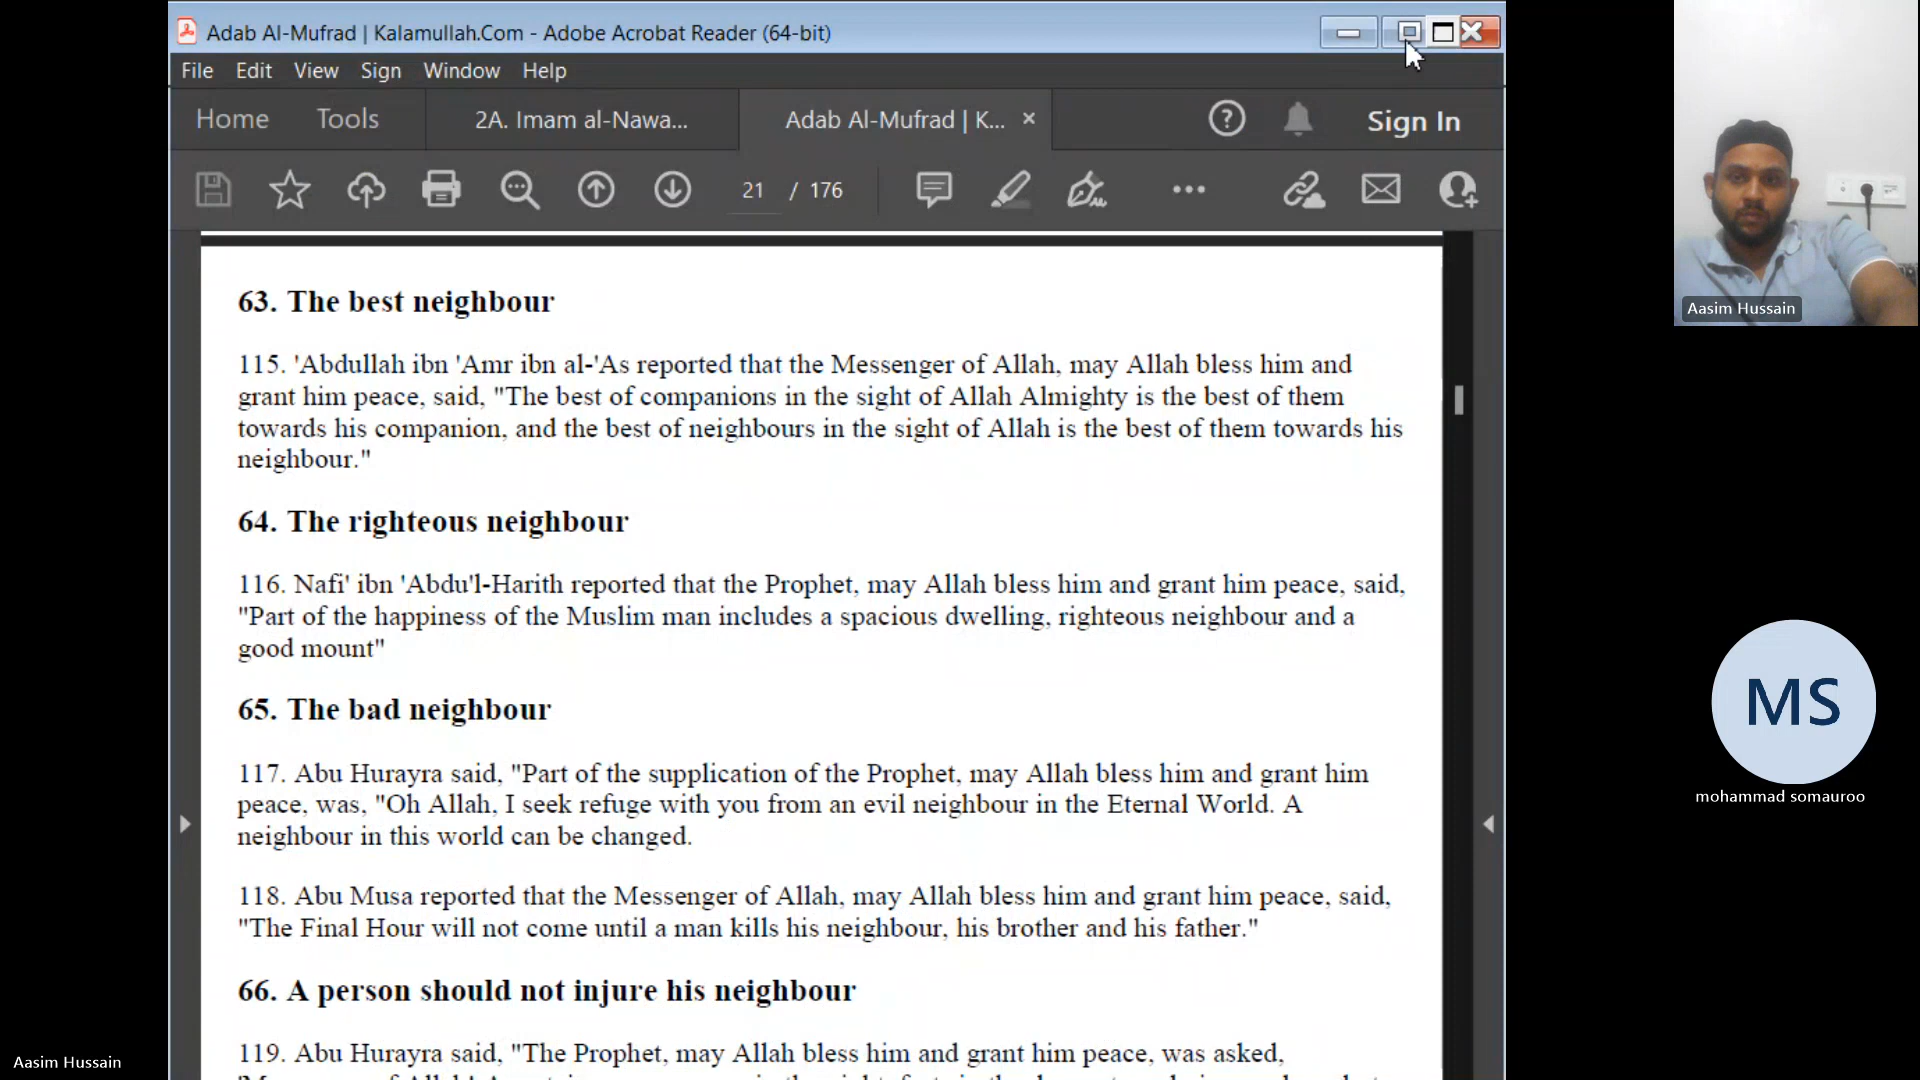 Adab Al-Mufrad | Kalamullah.Com - Adobe Acrobat Reader (64-bit)
File Edit View Sign Window Help
Home Tools 2A. Imam al-Nawa... Adab Al-Mufrad | K... × Sign In
21 / 176
63. The best neighbour
115. 'Abdullah ibn 'Amr ibn al-'As reported that the Messenger of Allah, may Allah bless him and
grant him peace, said, "The best of companions in the sight of Allah Almighty is the best of them
towards his companion, and the best of neighbours in the sight of Allah is the best of them towards his
neighbour."
64. The righteous neighbour
116. Nafi' ibn 'Abdu'l-Harith reported that the Prophet, may Allah bless him and grant him peace, said,
"Part of the happiness of the Muslim man includes a spacious dwelling, righteous neighbour and a
good mount"
65. The bad neighbour
117. Abu Hurayra said, "Part of the supplication of the Prophet, may Allah bless him and grant him
peace, was, "Oh Allah, I seek refuge with you from an evil neighbour in the Eternal World. A
neighbour in this world can be changed.
118. Abu Musa reported that the Messenger of Allah, may Allah bless him and grant him peace, said,
"The Final Hour will not come until a man kills his neighbour, his brother and his father."
66. A person should not injure his neighbour
119. Abu Hurayra said, "The Prophet, may Allah bless him and grant him peace, was asked,
Aasim Hussain
MS
mohammad somauroo
Aasim Hussain